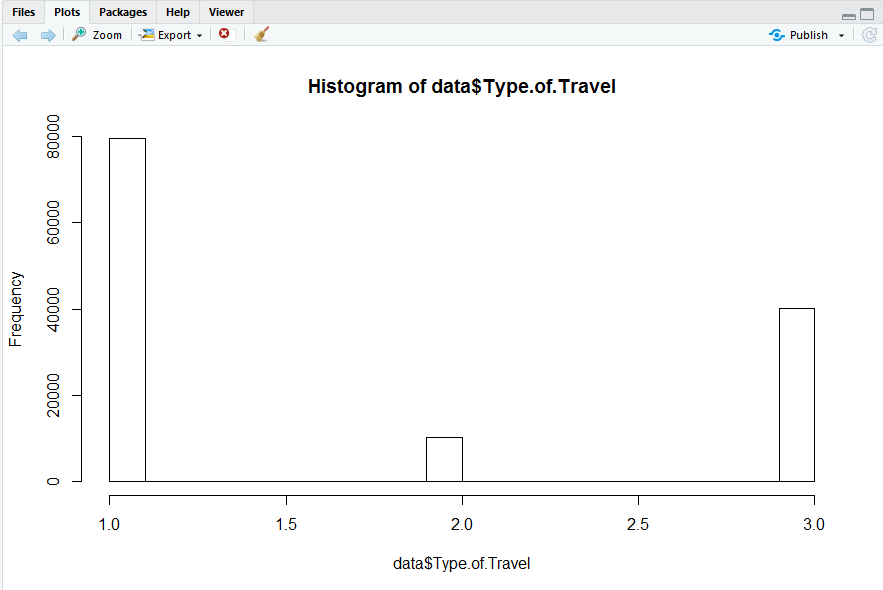 Files Plots Packages Help Viewer
Zoom Export Publish
Histogram of data$Type.of.Travel
80000
60000
40000
20000
0
Frequency
1.0 1.5 2.0 2.5 3.0
data$Type.of.Travel